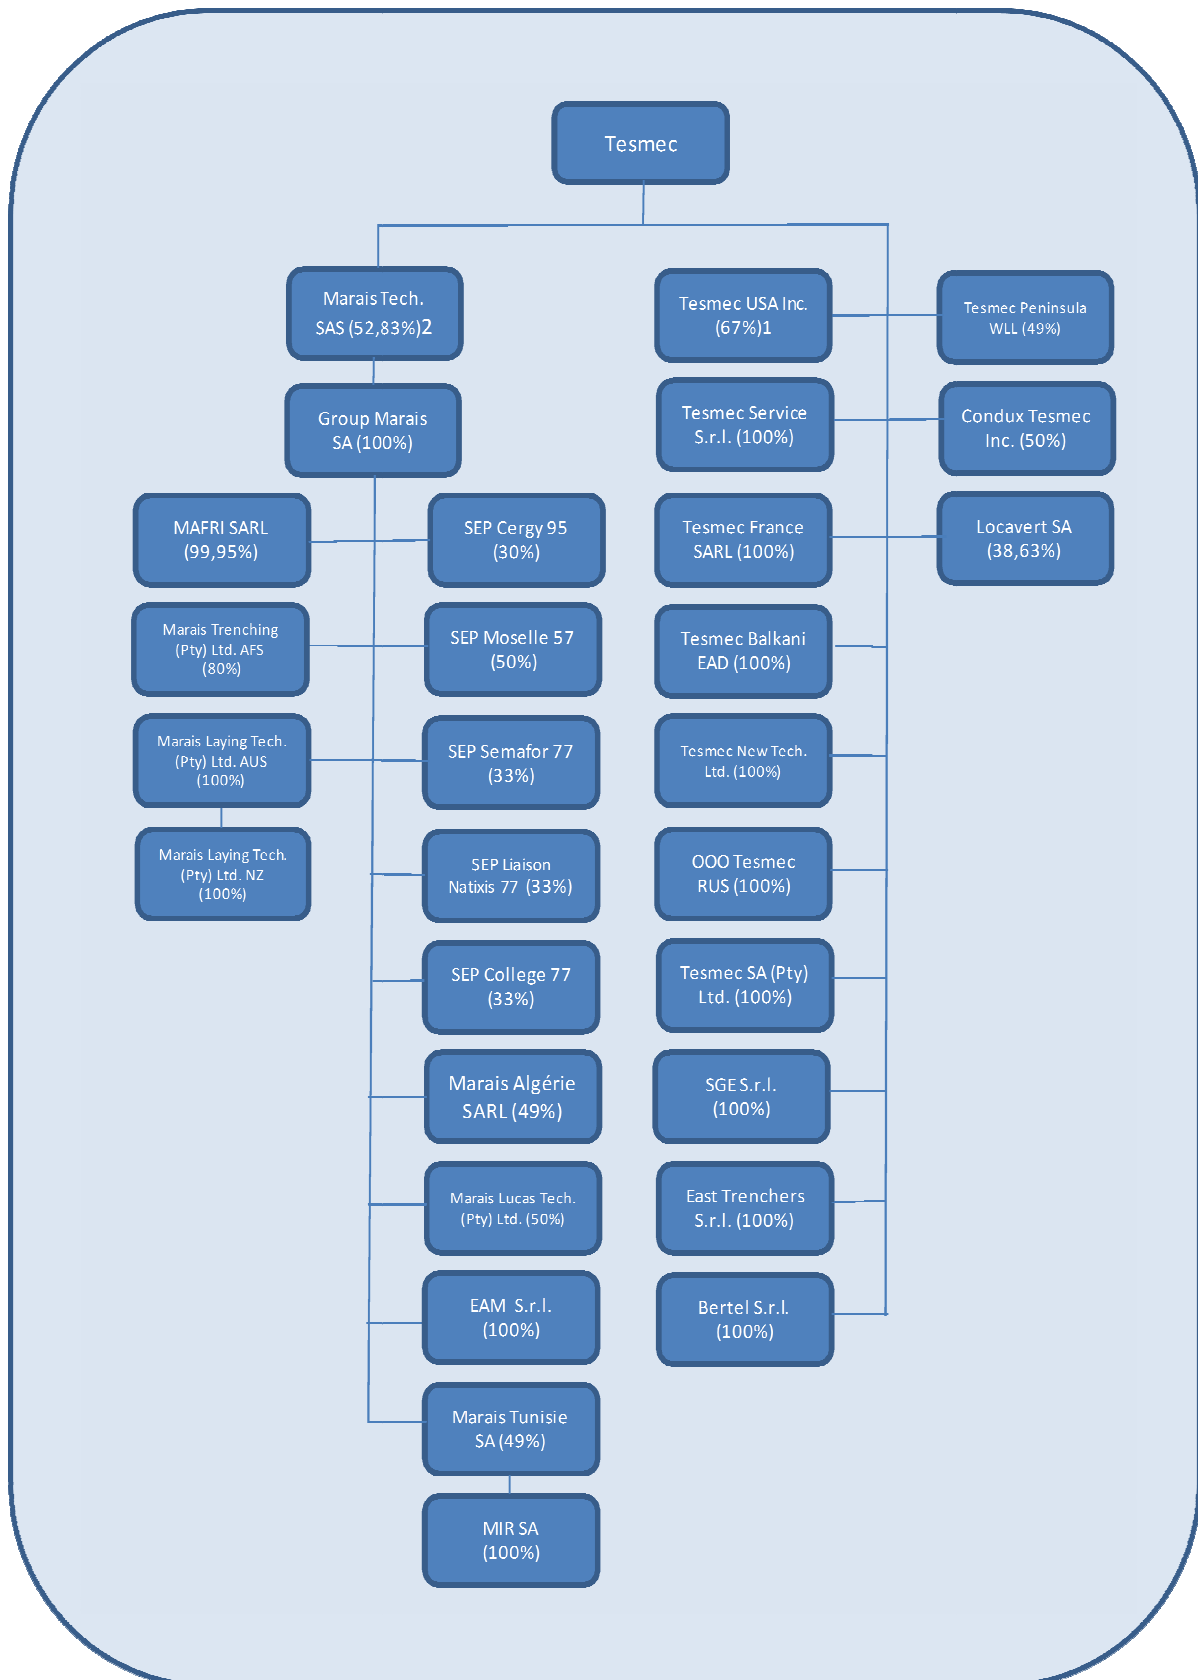 Tesmec
Marais Tech.
SAS (52,83%)2
Group Marais
SA (100%)
MAFRI SARL
(99,95%)
SEP Cergy 95
(30%)
Marais Trenching
(Pty) Ltd. AFS
(80%)
SEP Moselle 57
(50%)
Marais Laying Tech.
(Pty) Ltd. AUS
(100%)
SEP Semafor 77
(33%)
Marais Laying Tech.
(Pty) Ltd. NZ
(100%)
SEP Liaison
Natixis 77 (33%)
SEP College 77
(33%)
Marais Algérie
SARL (49%)
Marais Lucas Tech.
(Pty) Ltd. (50%)
EAM S.r.l.
(100%)
Marais Tunisie
SA (49%)
MIR SA
(100%)
Tesmec USA Inc.
(67%)1
Tesmec Peninsula
WLL (49%)
Tesmec Service
S.r.l. (100%)
Condux Tesmec
Inc. (50%)
Tesmec France
SARL (100%)
Locavert SA
(38,63%)
Tesmec Balkani
EAD (100%)
Tesmec New Tech.
Ltd. (100%)
OOO Tesmec
RUS (100%)
Tesmec SA (Pty)
Ltd. (100%)
SGE S.r.l.
(100%)
East Trenchers
S.r.l. (100%)
Bertel S.r.l.
(100%)